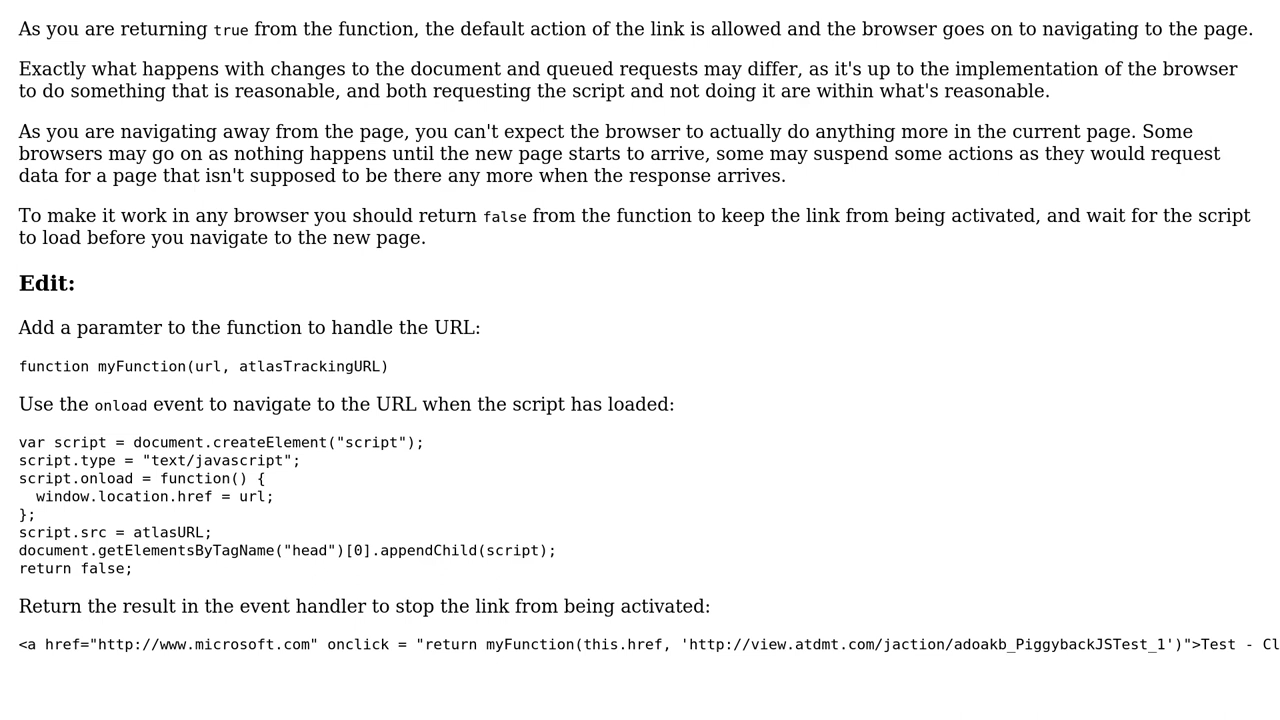 As you are returning true from the function, the default action of the link is allowed and the browser goes on to navigating to the page.
Exactly what happens with changes to the document and queued requests may differ, as it's up to the implementation of the browser
to do something that is reasonable, and both requesting the script and not doing it are within what's reasonable.
As you are navigating away from the page, you can't expect the browser to actually do anything more in the current page. Some
browsers may go on as nothing happens until the new page starts to arrive, some may suspend some actions as they would request
data for a page that isn't supposed to be there any more when the response arrives.
To make it work in any browser you should return false from the function to keep the link from being activated, and wait for the script
to load before you navigate to the new page.
Edit:
Add a paramter to the function to handle the URL:
function myFunction(url, atlasTrackingURL)
Use the onload event to navigate to the URL when the script has loaded:
var script = document.createElement("script");
script.type = "text/javascript";
script.onload = function() {
  window.location.href = url;
};
script.src = atlasURL;
document.getElementsByTagName("head")[0].appendChild(script);
return false;
Return the result in the event handler to stop the link from being activated:
<a href="http://www.microsoft.com" onclick = "return myFunction(this.href, 'http://view.atdmt.com/jaction/adoakb_PiggybackJSTest_1')">Test - Cl